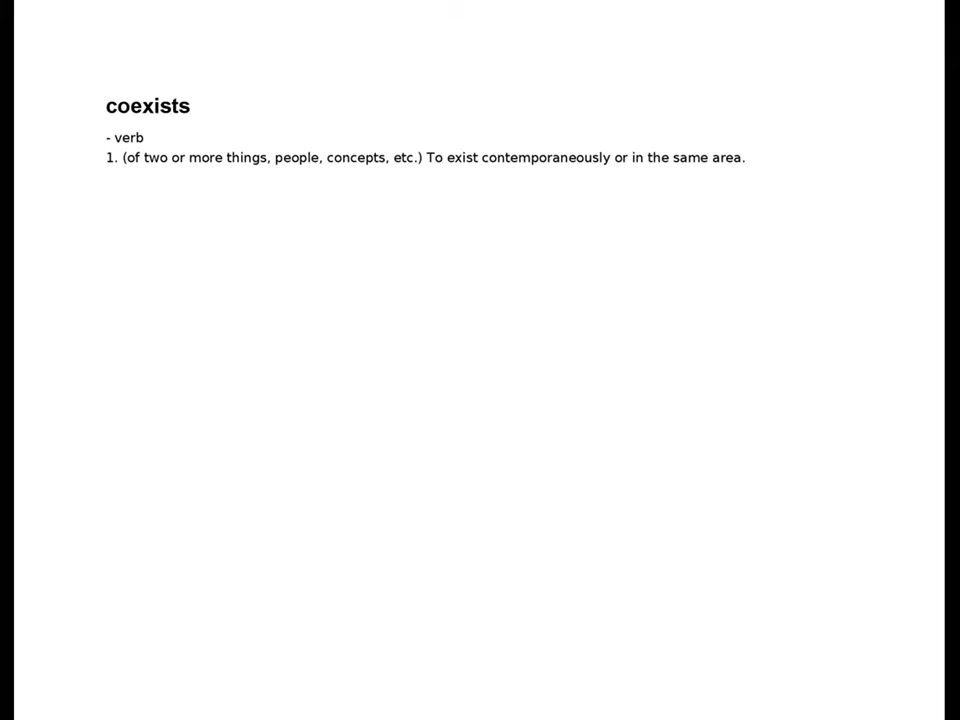 coexists
- verb
1. (of two or more things, people, concepts, etc.) To exist contemporaneously or in the same area.